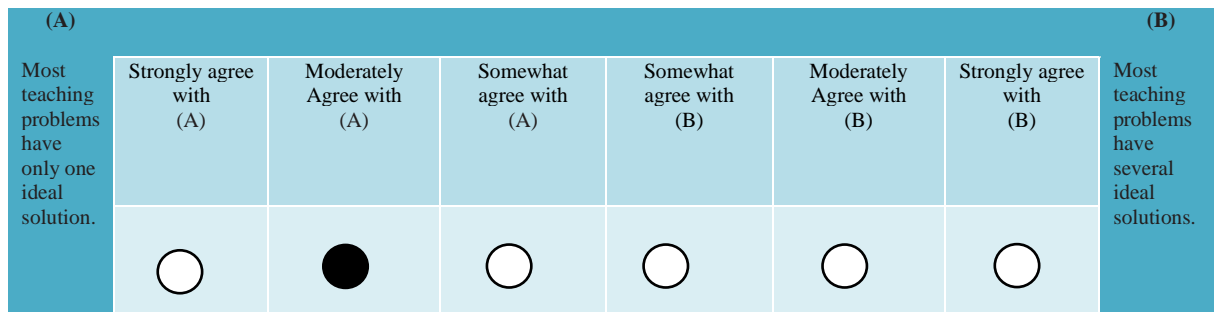 (A)
(B)
Most
teaching
problems
have
only one
ideal
solution.
Strongly agree
with
(A)
Moderately
Agree with
(A)
Somewhat
agree with
(A)
Somewhat
agree with
(B)
Moderately
Agree with
(B)
Strongly agree
with
(B)
Most
teaching
problems
have
several
ideal
solutions.